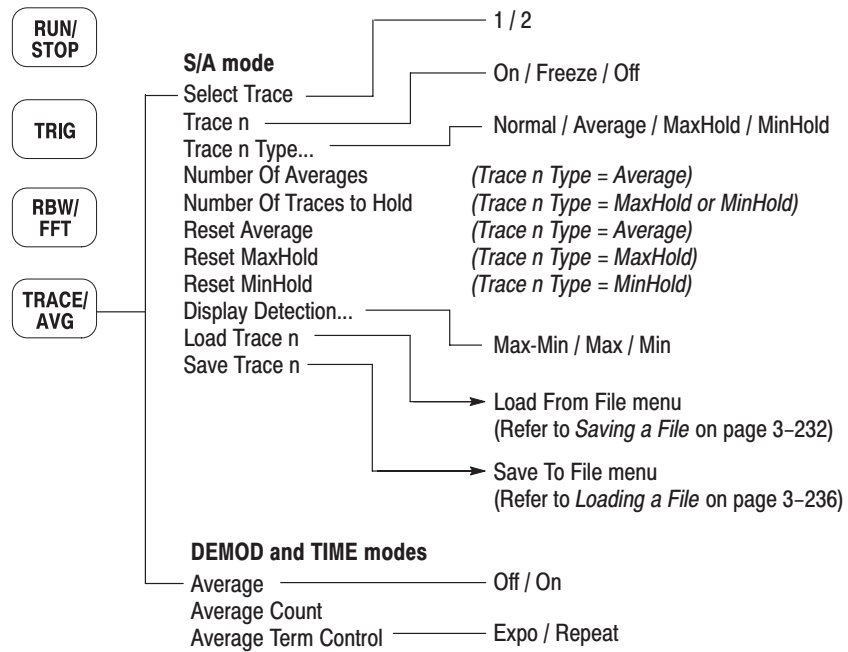 RUN/
STOP
TRIG
RBW/
FFT
TRACE/
AVG
S/A mode
Select Trace
1 / 2
Trace n
On / Freeze / Off
Trace n Type...
Normal / Average / MaxHold / MinHold
Number Of Averages (Trace n Type = Average)
Number Of Traces to Hold (Trace n Type = MaxHold or MinHold)
Reset Average (Trace n Type = Average)
Reset MaxHold (Trace n Type = MaxHold)
Reset MinHold (Trace n Type = MinHold)
Display Detection...
Max-Min / Max / Min
Load Trace n
Load From File menu
(Refer to Saving a File on page 3–232)
Save Trace n
Save To File menu
(Refer to Loading a File on page 3–236)
DEMOD and TIME modes
Average
Off / On
Average Count
Average Term Control
Expo / Repeat